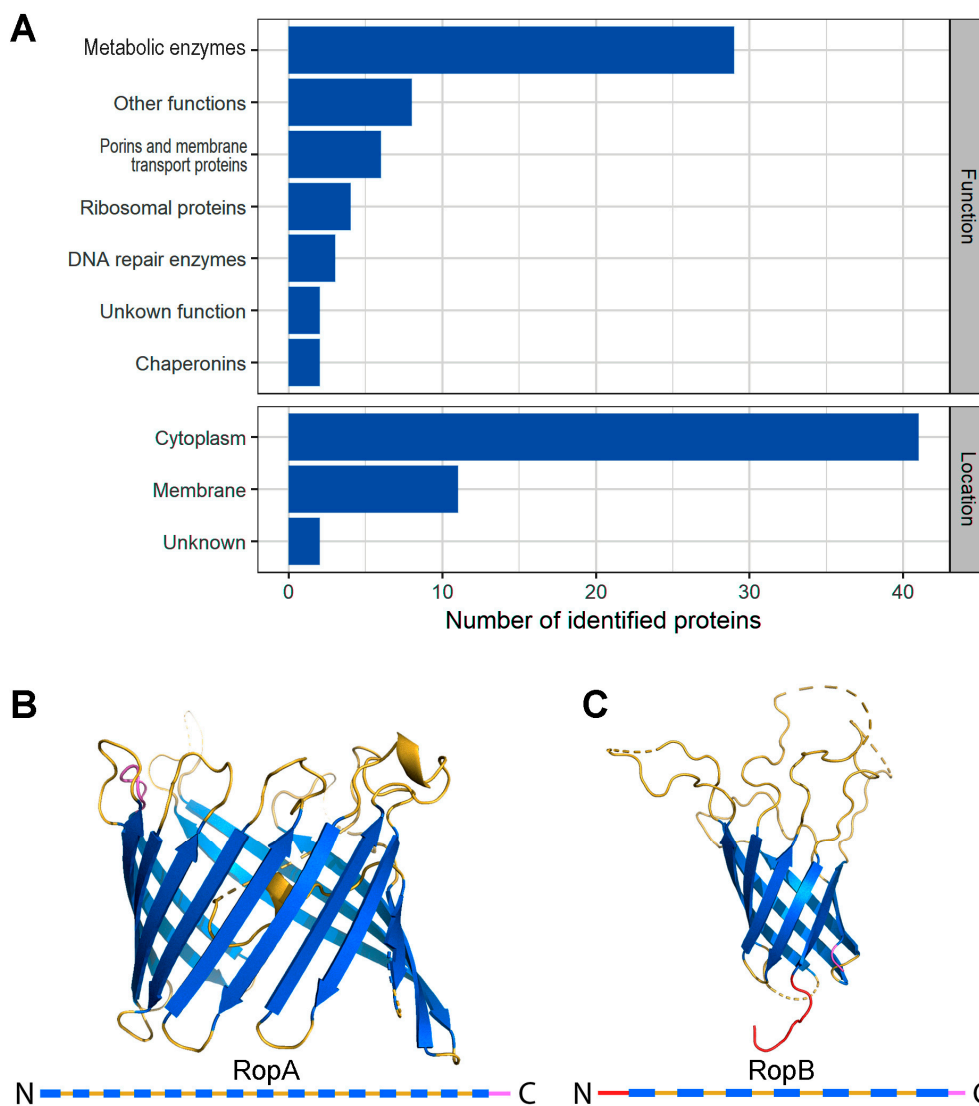 A
Metabolic enzymes
Other functions
Porins and membrane
transport proteins
Ribosomal proteins
DNA repair enzymes
Unkown function
Chaperonins
Function
Cytoplasm
Membrane
Unknown
Location
0 10 20 30 40
Number of identified proteins
B
C
RopA
N C
RopB
N C